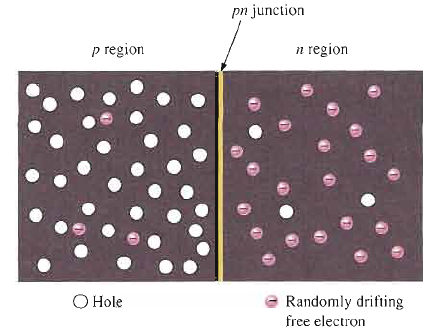 pn junction
p region
n region
Hole
Randomly drifting
free electron